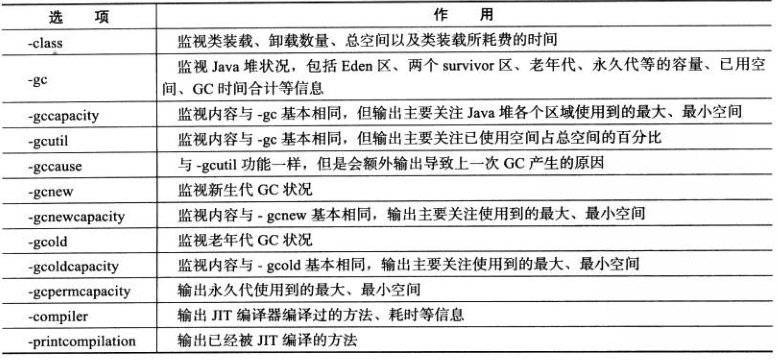 选 项 作 用
-class 监视类装载、卸载数量、总空间以及类装载所耗费的时间
-gc 监视 Java 堆状况，包括 Eden 区、两个 survivor 区、老年代、永久代等的容量、已用空
间、GC 时间合计等信息
-gccapacity 监视内容与 -gc 基本相同，但输出主要关注 Java 堆各个区域使用到的最大、最小空间
-gcutil 监视内容与 -gc 基本相同，但输出主要关注已使用空间占总空间的百分比
-gccause 与 -gcutil 功能一样，但是会额外输出导致上一次 GC 产生的原因
-gcnew 监视新生代 GC 状况
-gcnewcapacity 监视内容与 - gcnew 基本相同，输出主要关注使用到的最大、最小空间
-gcold 监视老年代 GC 状况
-gcoldcapacity 监视内容与 - gcold 基本相同，输出主要关注使用到的最大、最小空间
-gcpermcapacity 输出永久代使用到的最大、最小空间
-compiler 输出 JIT 编译器编译过的方法、耗时等信息
-printcompilation 输出已经被 JIT 编译的方法